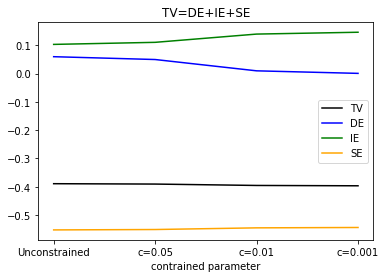 TV=DE+IE+SE
0.1
0.0
−0.1
−0.2
−0.3
−0.4
−0.5
TV
DE
IE
SE
Unconstrained c=0.05 c=0.01 c=0.001
contrained parameter